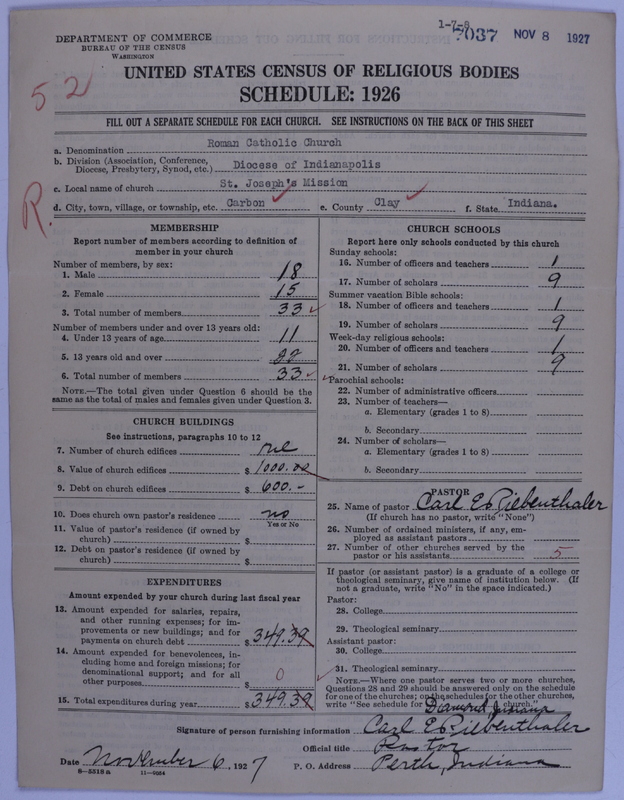 1-7-8
7037 NOV 8 1927
DEPARTMENT OF COMMERCE
BUREAU OF THE CENSUS
WASHINGTON
52
UNITED STATES CENSUS OF RELIGIOUS BODIES
SCHEDULE: 1926
FILL OUT A SEPARATE SCHEDULE FOR EACH CHURCH. SEE INSTRUCTIONS ON THE BACK OF THIS SHEET
a. Denomination Roman Catholic Church
b. Division (Association, Conference, Diocese, Presbytery, Synod, etc.) Diocese of Indianapolis
c. Local name of church St. Joseph's Mission
R.
d. City, town, village, or township, etc. Carbon e. County Clay f. State Indiana.
MEMBERSHIP
Report number of members according to definition of
member in your church
Number of members, by sex:
1. Male 18
2. Female 15
3. Total number of members 33
Number of members under and over 13 years old:
4. Under 13 years of age 11
5. 13 years old and over 22
6. Total number of members 33
NOTE.—The total given under Question 6 should be
same as the total of males and females given under Question 3.
CHURCH BUILDINGS
See instructions, paragraphs 10 to 12
7. Number of church edifices one
8. Value of church edifices $ 1000.00
9. Debt on church edifices $ 600.-
10. Does church own pastor's residence no
Yes or No
11. Value of pastor's residence (if owned by
church) $
12. Debt on pastor's residence (if owned by
church) $
EXPENDITURES
Amount expended by your church during last fiscal year
13. Amount expended for salaries, repairs,
and other running expenses; for im-
provements or new buildings; and for
payments on church debt $ 349.39
14. Amount expended for benevolences, in-
cluding home and foreign missions; for
denominational support; and for all
other purposes $ 0
15. Total expenditures during year $ 349.39
CHURCH SCHOOLS
Report here only schools conducted by this church
Sunday schools:
16. Number of officers and teachers 1
17. Number of scholars 9
Summer vacation Bible schools:
18. Number of officers and teachers 1
19. Number of scholars 9
Week-day religious schools:
20. Number of officers and teachers 1
21. Number of scholars 9
Parochial schools:
22. Number of administrative officers
23. Number of teachers—
a. Elementary (grades 1 to 8)
b. Secondary
24. Number of scholars—
a. Elementary (grades 1 to 8)
b. Secondary
PASTOR
25. Name of pastor Carl E. Riebenthaler
(If church has no pastor, write "None")
26. Number of ordained ministers, if any, em-
ployed as assistant pastors
27. Number of other churches served by the
pastor or his assistants 5
If pastor (or assistant pastor) is a graduate of a college or
theological seminary, give name of institution below. (If
not a graduate, write "No" in the space indicated.)
Pastor:
28. College
29. Theological seminary
Assistant pastor:
30. College
31. Theological seminary
NOTE.—Where one pastor serves two or more churches,
Questions 28 and 29 should be answered only on the schedule
for one of the churches; on the schedules for the other churches,
write "See schedule for Diamond, Indiana church."
Signature of person furnishing information Carl E. Riebenthaler
Official title Pastor
Date November 6, 1927 P. O. Address Perth, Indiana
8-5518a 11-9664